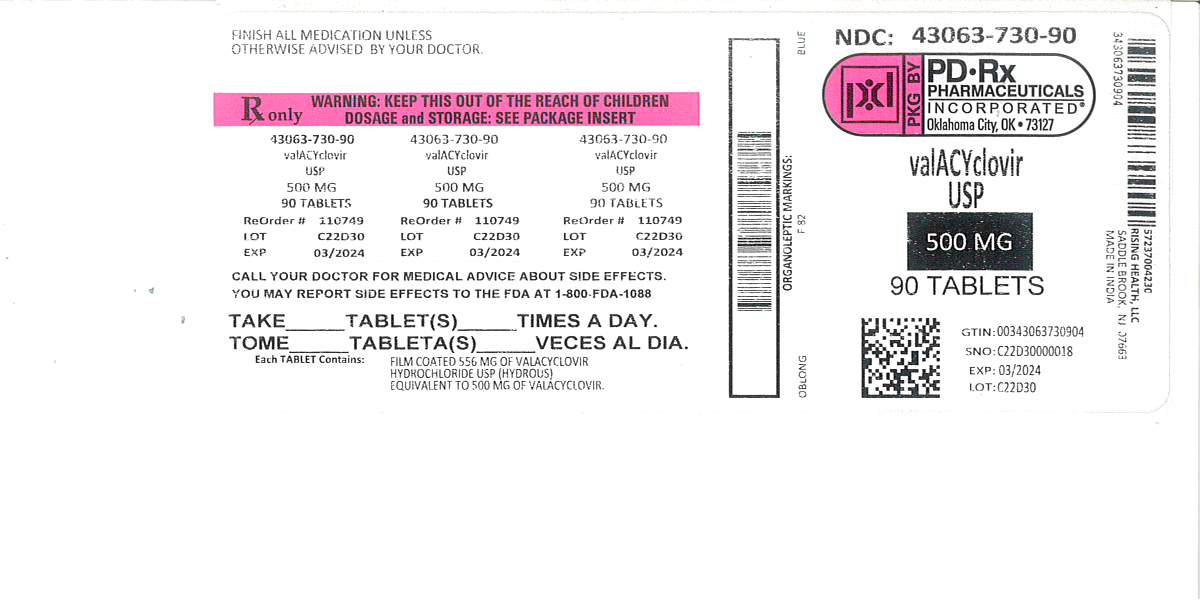 FINISH ALL MEDICATION UNLESS
OTHERWISE ADVISED BY YOUR DOCTOR.
Rx only
WARNING: KEEP THIS OUT OF THE REACH OF CHILDREN
DOSAGE and STORAGE: SEE PACKAGE INSERT
43063-730-90 43063-730-90 43063-730-90
valACYclovir valACYclovir valACYclovir
USP USP USP
500 MG 500 MG 500 MG
90 TABLETS 90 TABLETS 90 TABLETS
ReOrder # 110749 ReOrder # 110749 ReOrder # 110749
LOT C22D30 LOT C22D30 LOT C22D30
EXP 03/2024 EXP 03/2024 EXP 03/2024
CALL YOUR DOCTOR FOR MEDICAL ADVICE ABOUT SIDE EFFECTS.
YOU MAY REPORT SIDE EFFECTS TO THE FDA AT 1-800-FDA-1088
TAKE______TABLET(S)______TIMES A DAY.
TOME______TABLETA(S)______VECES AL DIA.
Each TABLET Contains: FILM COATED 556 MG OF VALACYCLOVIR
HYDROCHLORIDE USP (HYDROUS)
EQUIVALENT TO 500 MG OF VALACYCLOVIR.
ORGANOLEPTIC MARKINGS:
OBLONG F 82 BLUE
NDC: 43063-730-90
PKG BY
PD·Rx
PHARMACEUTICALS
INCORPORATED®
Oklahoma City, OK • 73127
valACYclovir
USP
500 MG
90 TABLETS
GTIN: 00343063730904
SNO: C22D30000018
EXP: 03/2024
LOT: C22D30
343063730904
57237004230
RISING HEALTH, LLC
SADDLE BROOK, NJ 07663
MADE IN INDIA